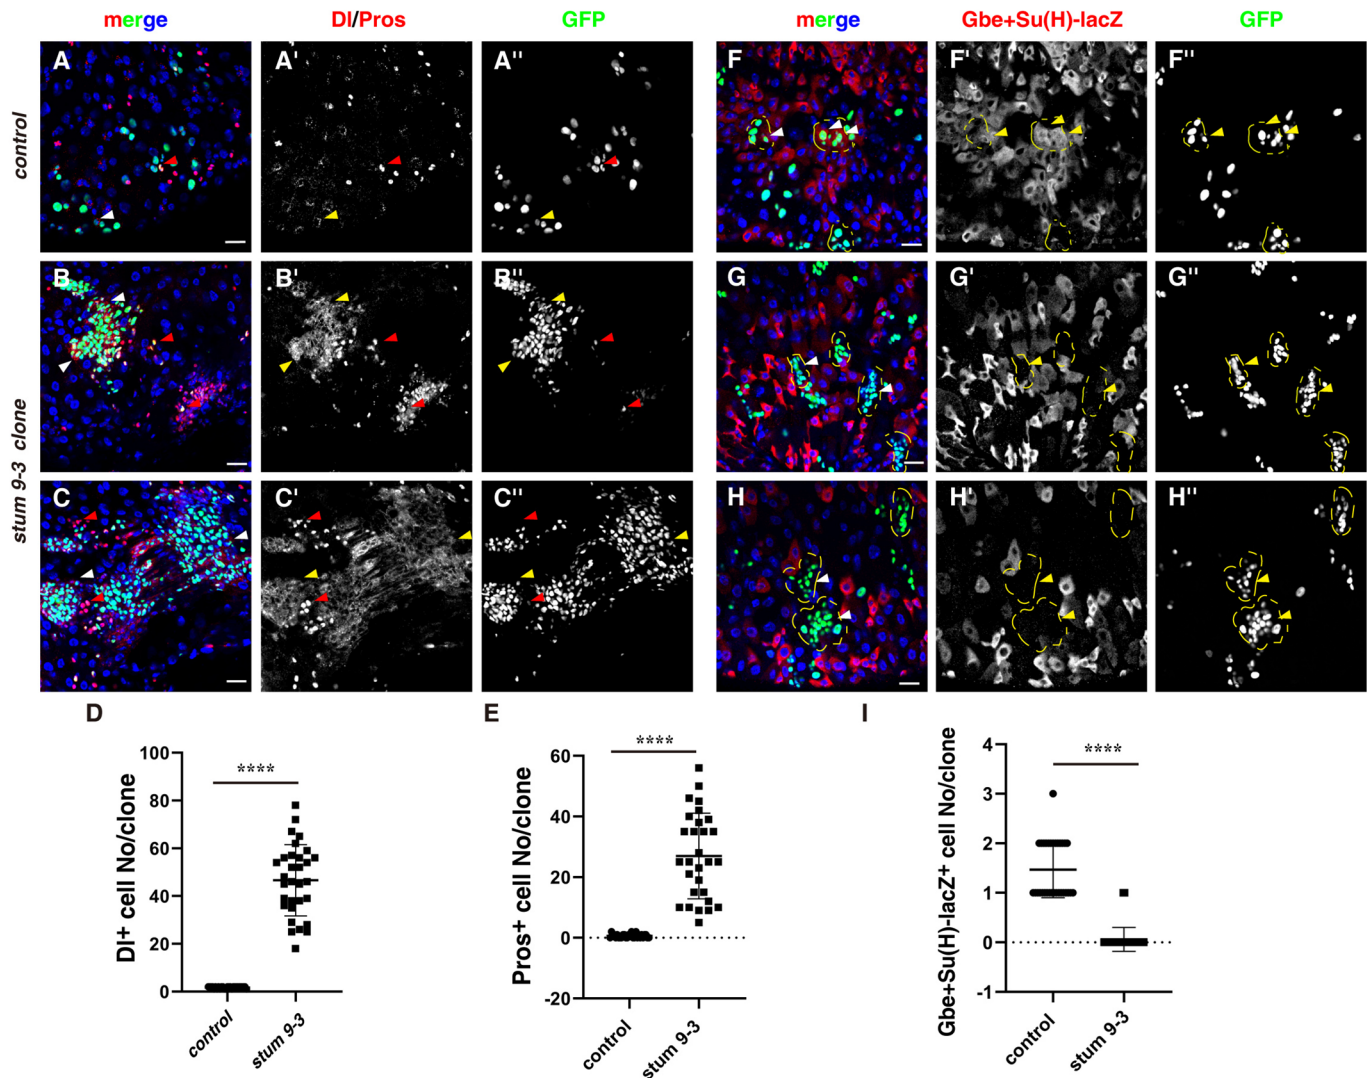 merge Dl/Pros GFP merge Gbe+Su(H)-lacZ GFP
control
stum 9-3 clone
A A' A'' F F' F''
B B' B'' G G' G''
C C' C'' H H' H''
D E I
100
80
60
40
20
0
Dl+ cell No/clone
****
control stum 9-3
60
40
20
0
-20
Pros+ cell No/clone
****
control stum 9-3
4
3
2
1
0
-1
Gbe+Su(H)-lacZ+ cell No/clone
****
control stum 9-3